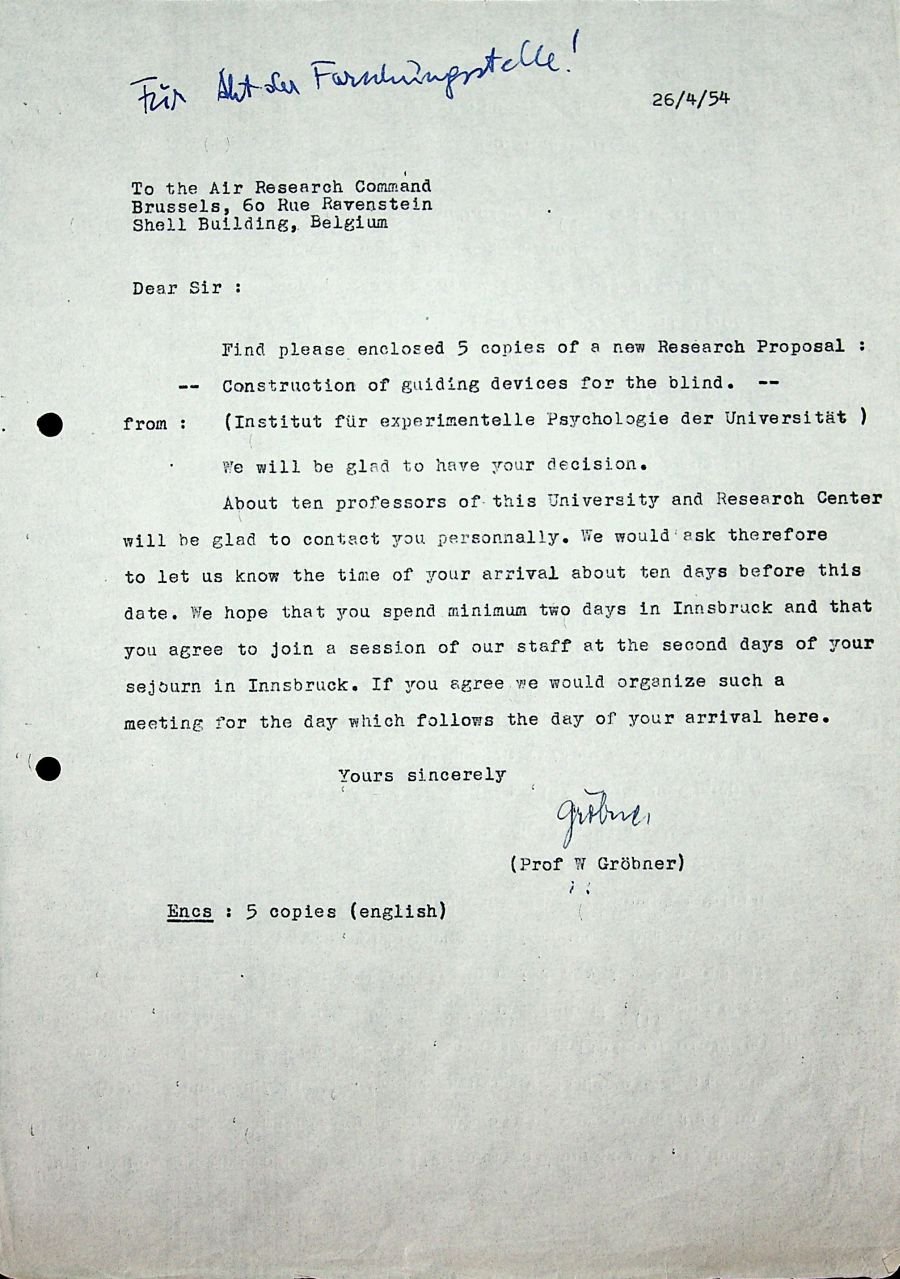 Für Akt der Forschungsstelle!
26/4/54
To the Air Research Command
Brussels, 60 Rue Ravenstein
Shell Building, Belgium
Dear Sir :
Find please enclosed 5 copies of a new Research Proposal :
-- Construction of guiding devices for the blind. --
from : (Institut für experimentelle Psychologie der Universität )
We will be glad to have your decision.
About ten professors of this University and Research Center
will be glad to contact you personnally. We would ask therefore
to let us know the time of your arrival about ten days before this
date. We hope that you spend minimum two days in Innsbruck and that
you agree to join a session of our staff at the second days of your
sejourn in Innsbruck. If you agree we would organize such a
meeting for the day which follows the day of your arrival here.
Yours sincerely
Gröbner
(Prof W Gröbner)
Encs : 5 copies (english)